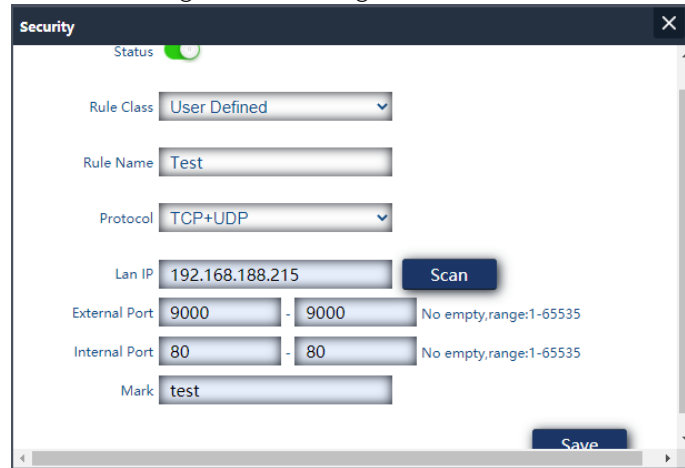 Security
Status
Rule Class User Defined
Rule Name Test
Protocol TCP+UDP
Lan IP 192.168.188.215 Scan
External Port 9000 - 9000 No empty,range:1-65535
Internal Port 80 - 80 No empty,range:1-65535
Mark test
Save